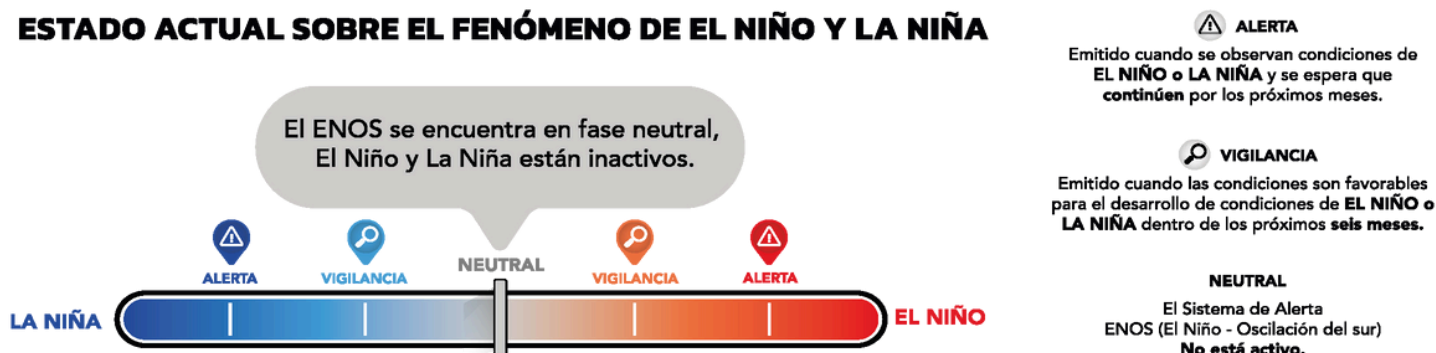 ESTADO ACTUAL SOBRE EL FENÓMENO DE EL NIÑO Y LA NIÑA
El ENOS se encuentra en fase neutral,
El Niño y La Niña están inactivos.
ALERTA
VIGILANCIA
NEUTRAL
VIGILANCIA
ALERTA
LA NIÑA
EL NIÑO
ALERTA
Emitido cuando se observan condiciones de
EL NIÑO o LA NIÑA y se espera que
continúen por los próximos meses.
VIGILANCIA
Emitido cuando las condiciones son favorables
para el desarrollo de condiciones de EL NIÑO o
LA NIÑA dentro de los próximos seis meses.
NEUTRAL
El Sistema de Alerta
ENOS (El Niño - Oscilación del sur)
No está activo.